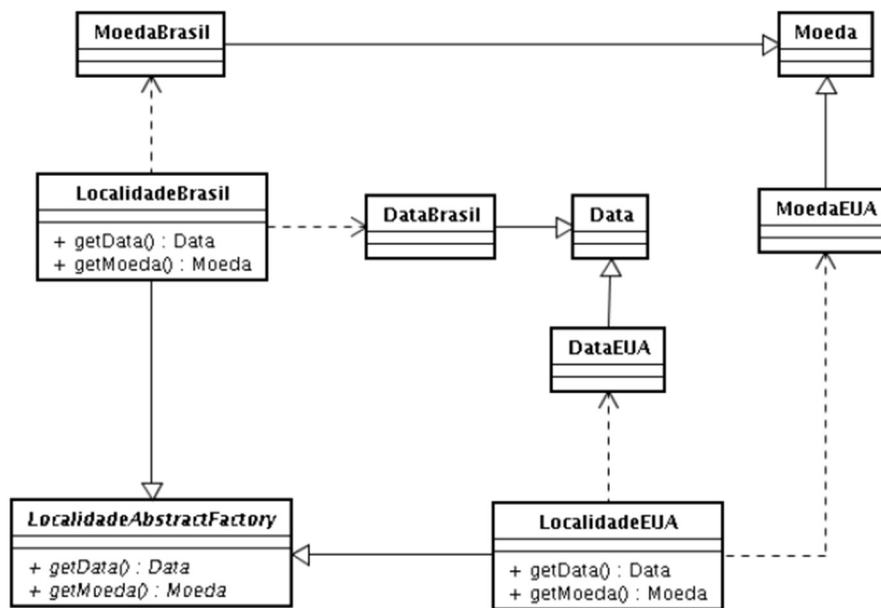 MoedaBrasil
Moeda
LocalidadeBrasil
+ getData() : Data
+ getMoeda() : Moeda
DataBrasil
Data
MoedaEUA
DataEUA
LocalidadeAbstractFactory
+ getData() : Data
+ getMoeda() : Moeda
LocalidadeEUA
+ getData() : Data
+ getMoeda() : Moeda